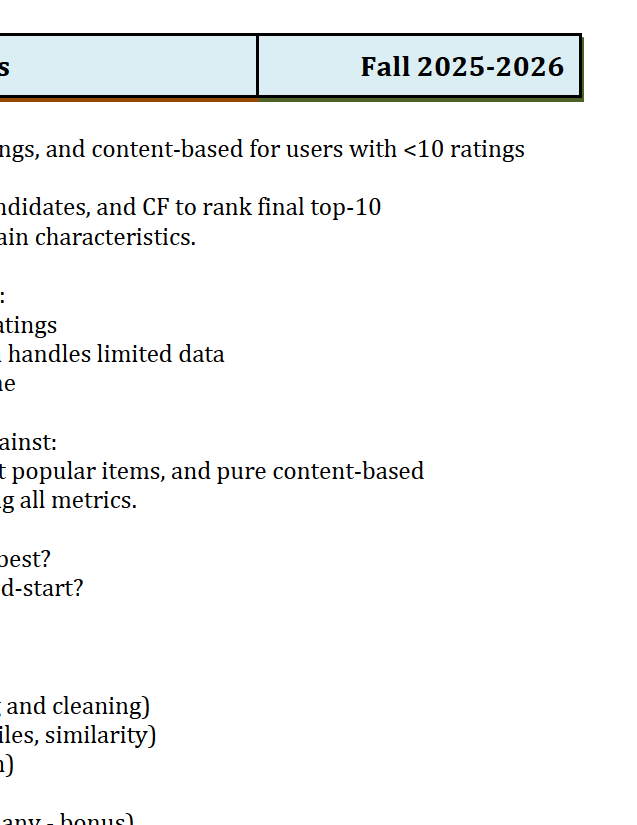 s
Fall 2025-2026
ngs, and content-based for users with <10 ratings
ndidates, and CF to rank final top-10
ain characteristics.
:
atings
handles limited data
ne
ainst:
t popular items, and pure content-based
g all metrics.
best?
d-start?
and cleaning)
iles, similarity)
)
any - bonus)